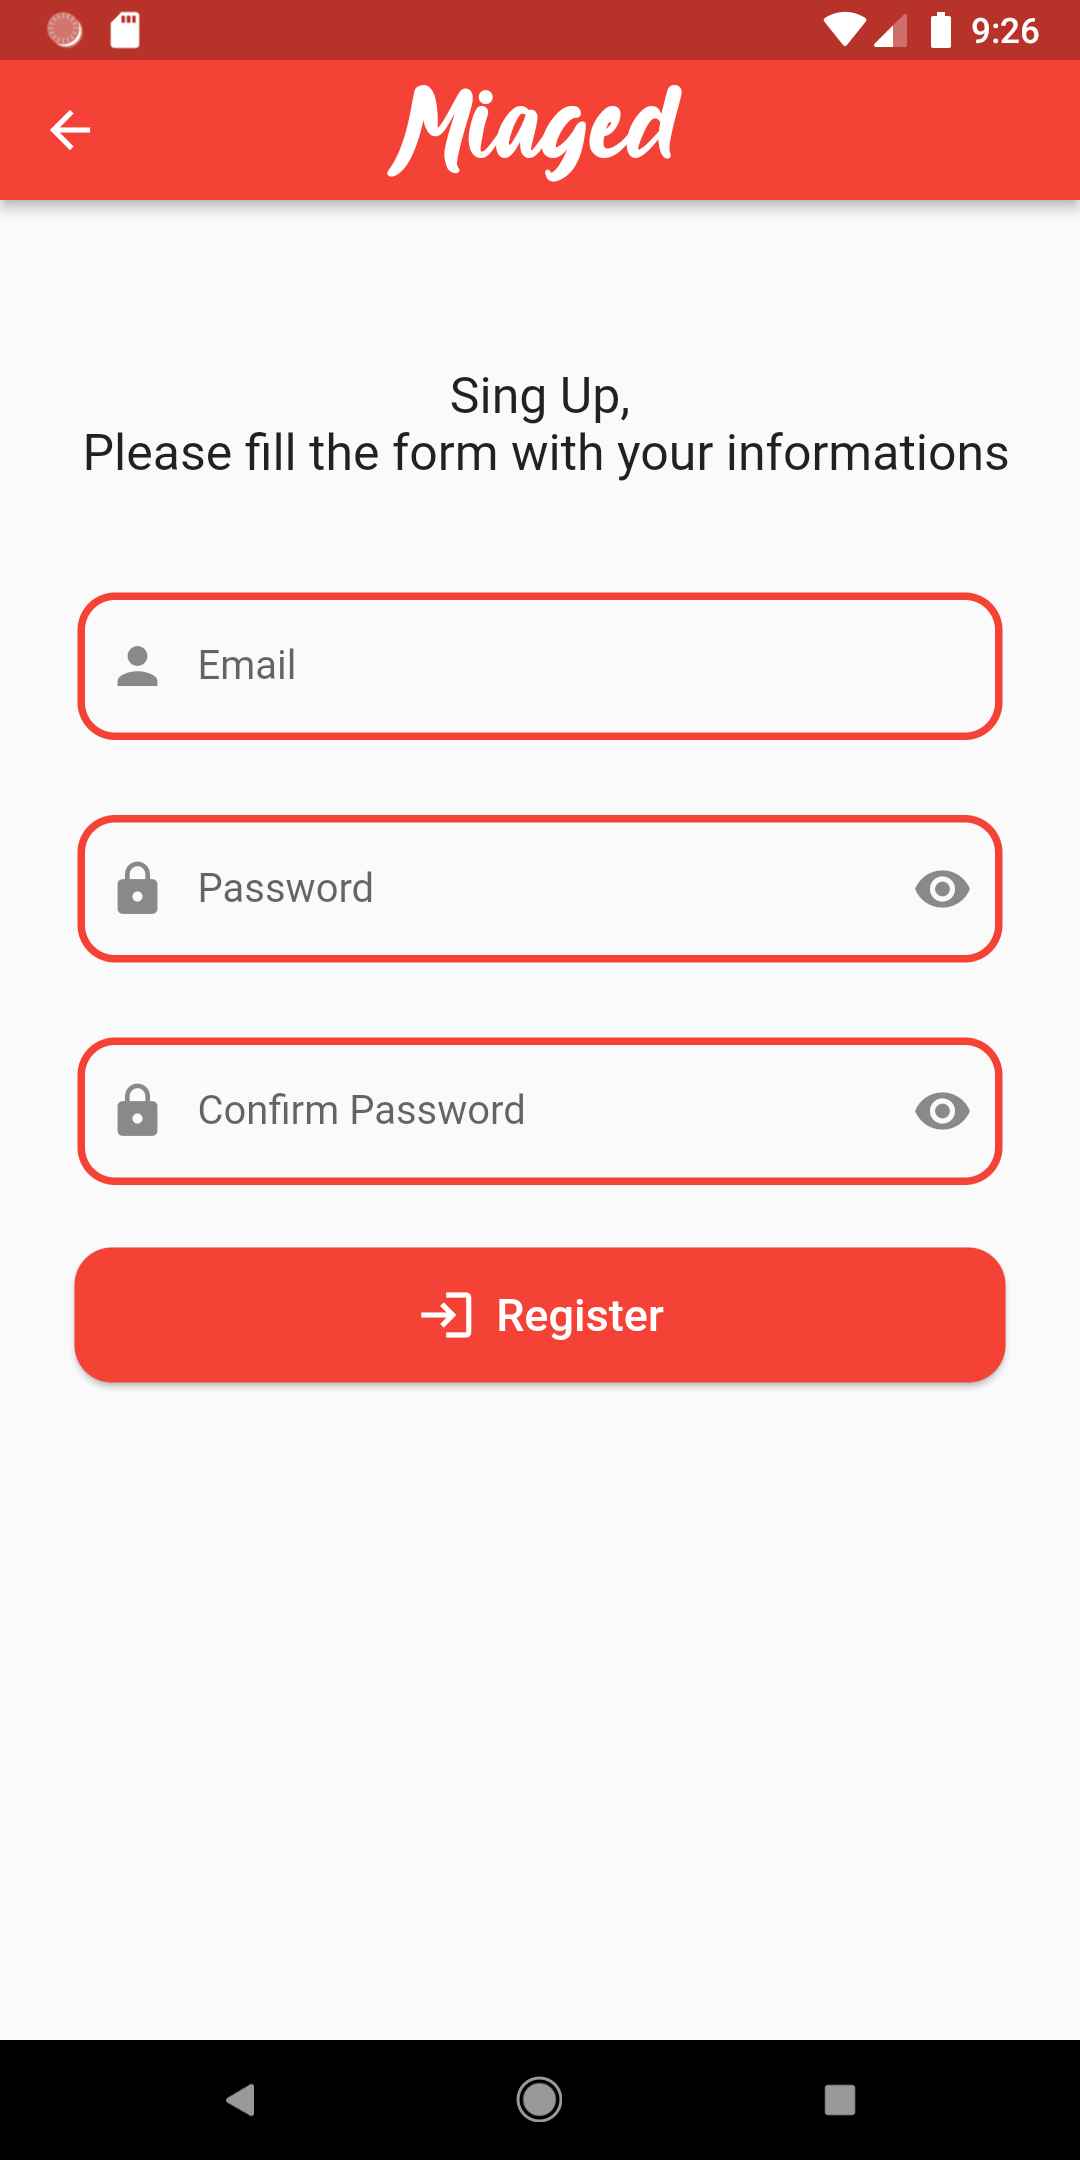 9:26
Miaged
Sing Up,
Please fill the form with your informations
Email
Password
Confirm Password
Register